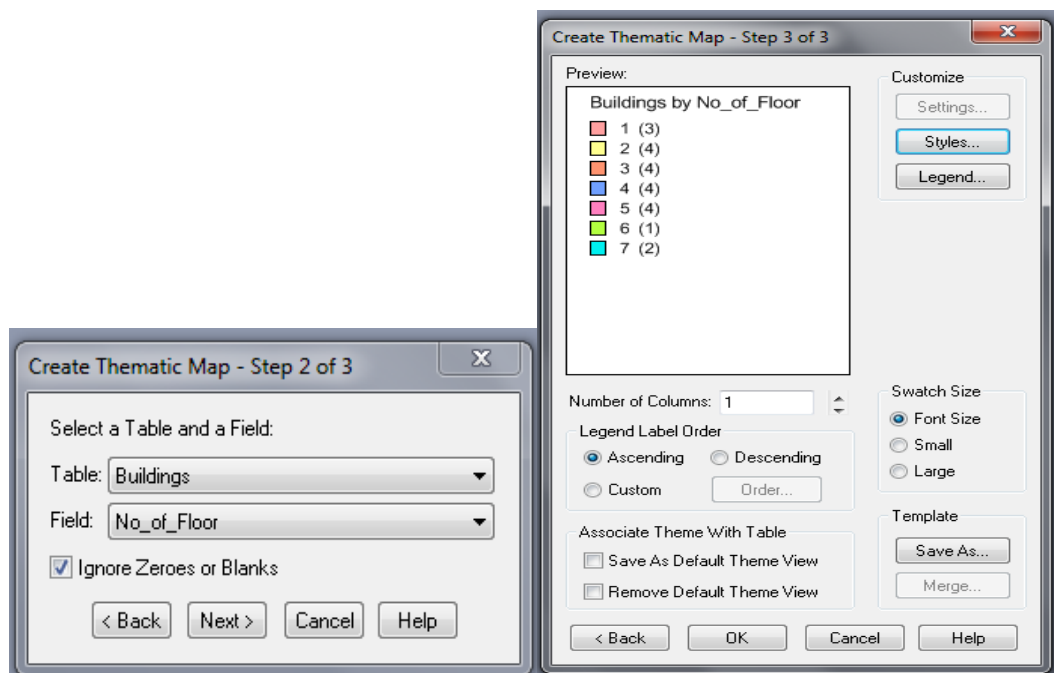 Create Thematic Map - Step 2 of 3
Select a Table and a Field:
Table: Buildings
Field: No_of_Floor
Ignore Zeroes or Blanks
< Back Next > Cancel Help
Create Thematic Map - Step 3 of 3
Preview:
Buildings by No_of_Floor
1 (3)
2 (4)
3 (4)
4 (4)
5 (4)
6 (1)
7 (2)
Customize
Settings...
Styles...
Legend...
Number of Columns: 1
Legend Label Order
Ascending Descending
Custom Order...
Swatch Size
Font Size
Small
Large
Associate Theme With Table
Save As Default Theme View
Remove Default Theme View
Template
Save As...
Merge...
< Back OK Cancel Help